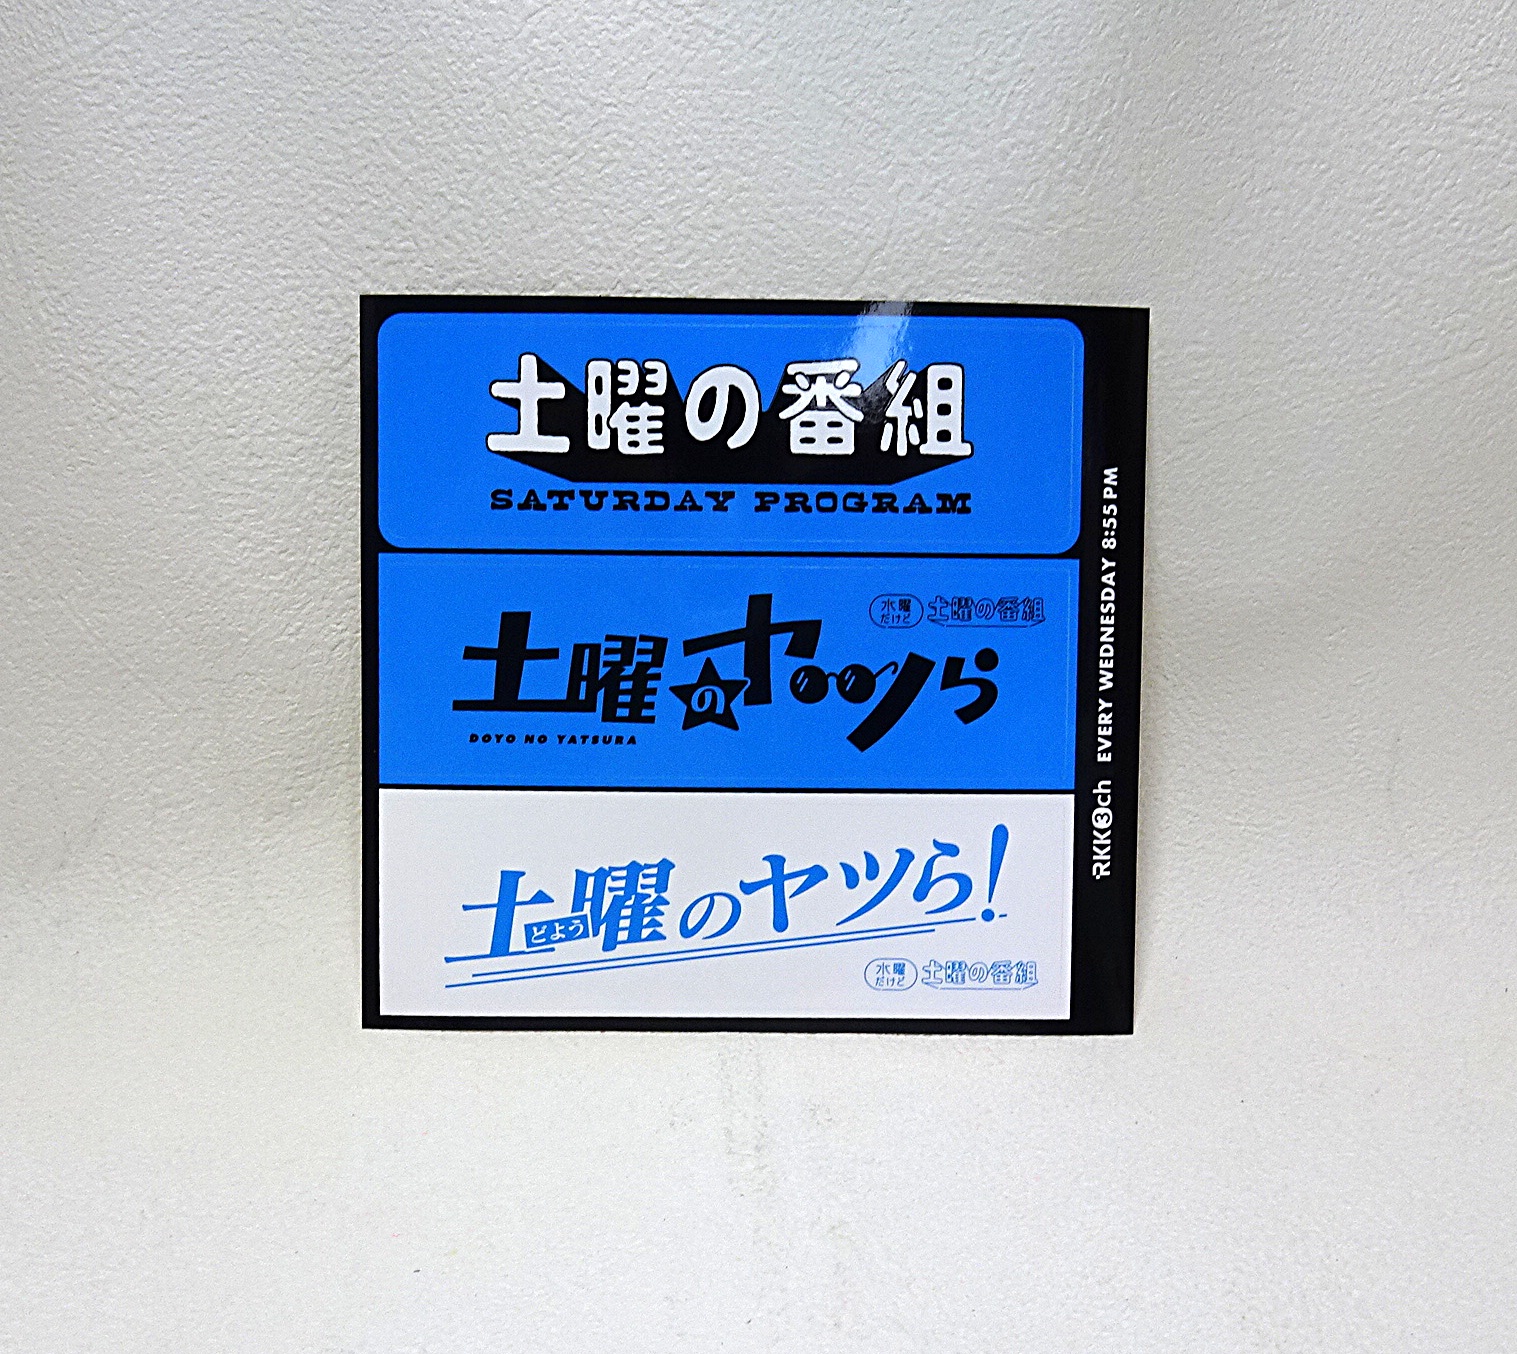 土曜の番組
SATURDAY PROGRAM
水曜だけど 土曜の番組
土曜のヤツら
DOYO NO YATSURA
土曜のヤツら!
どよう
水曜だけど 土曜の番組
RKK3ch EVERY WEDNESDAY 8:55 PM